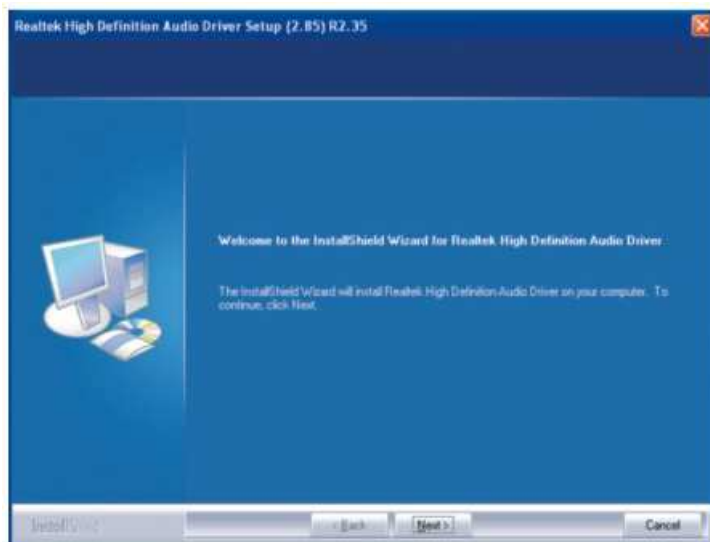 Realtek High Definition Audio Driver Setup (2.85) R2.35
Welcome to the InstallShield Wizard for Realtek High Definition Audio Driver
The InstallShield Wizard will install Realtek High Definition Audio Driver on your computer. To
continue, click Next.
InstallShield
< Back
Next >
Cancel